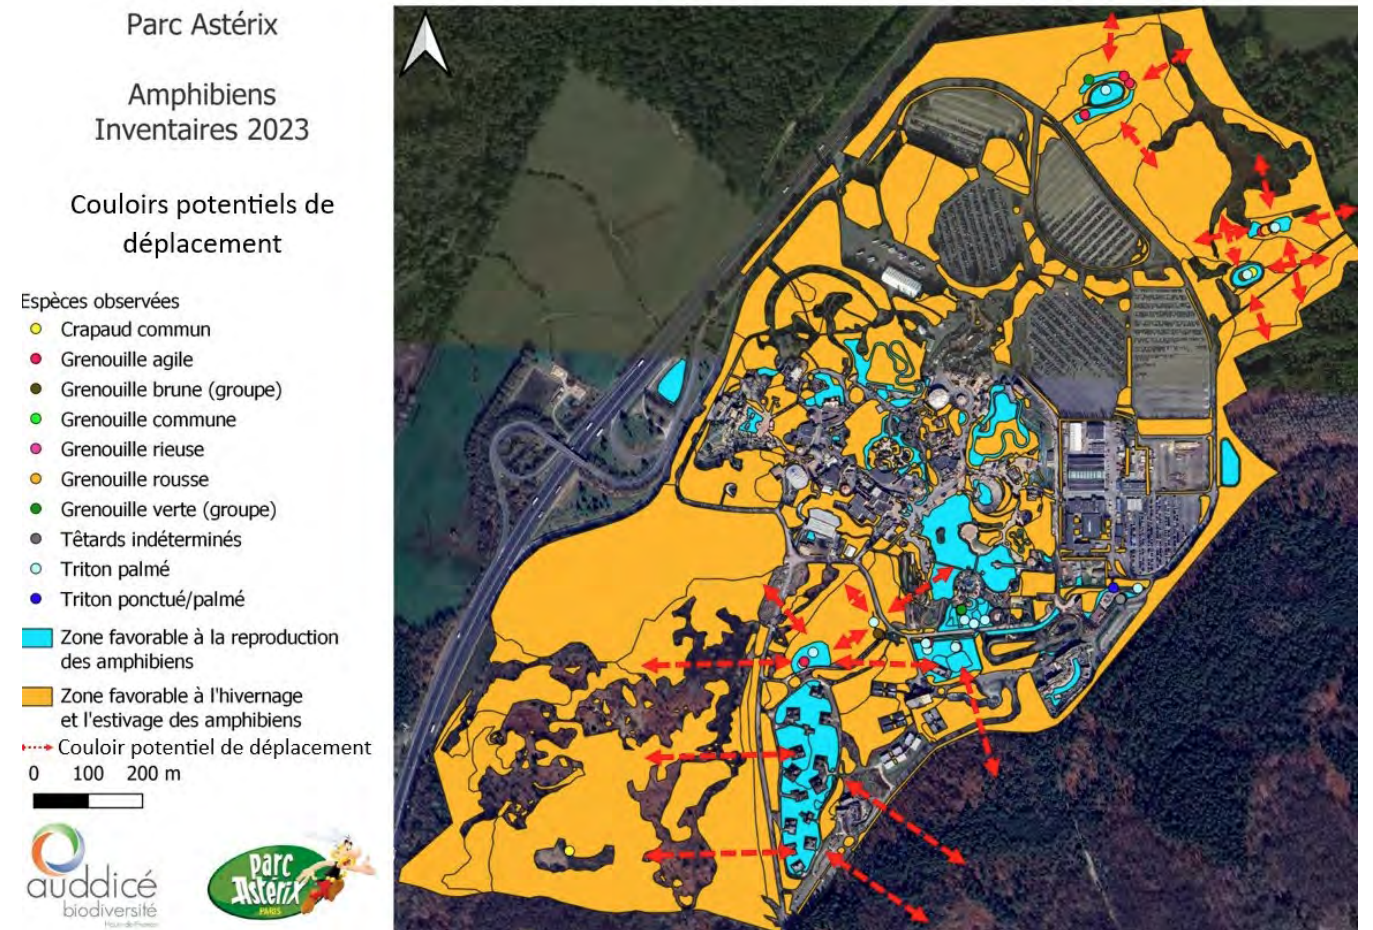 Parc Astérix
Amphibiens
Inventaires 2023
Couloirs potentiels de
déplacement
Espèces observées
Crapaud commun
Grenouille agile
Grenouille brune (groupe)
Grenouille commune
Grenouille rieuse
Grenouille rousse
Grenouille verte (groupe)
Têtards indéterminés
Triton palmé
Triton ponctué/palmé
Zone favorable à la reproduction
des amphibiens
Zone favorable à l'hivernage
et l'estivage des amphibiens
Couloir potentiel de déplacement
0 100 200 m
auddicé
biodiversité
Hauts-de-France
parc
Astérix
PARIS